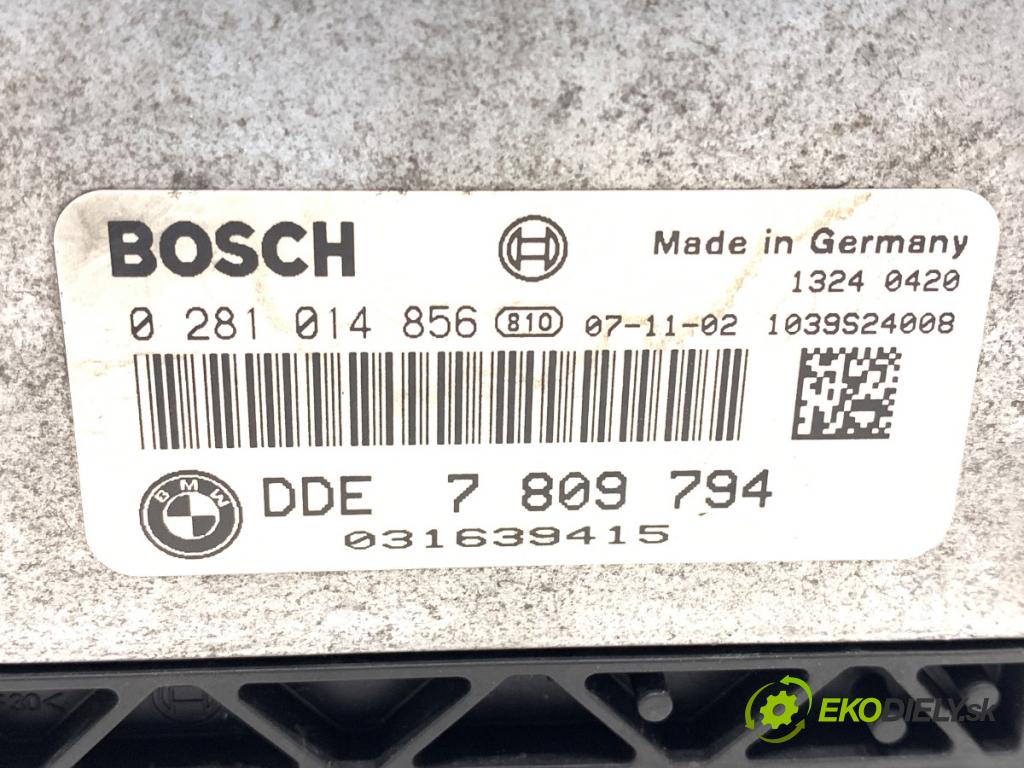 BOSCH
Made in Germany
1324 0420
0 281 014 856 810 07-11-02 1039S24008
BMW
DDE 7 809 794
031639415
30<
EKODIELY.sk